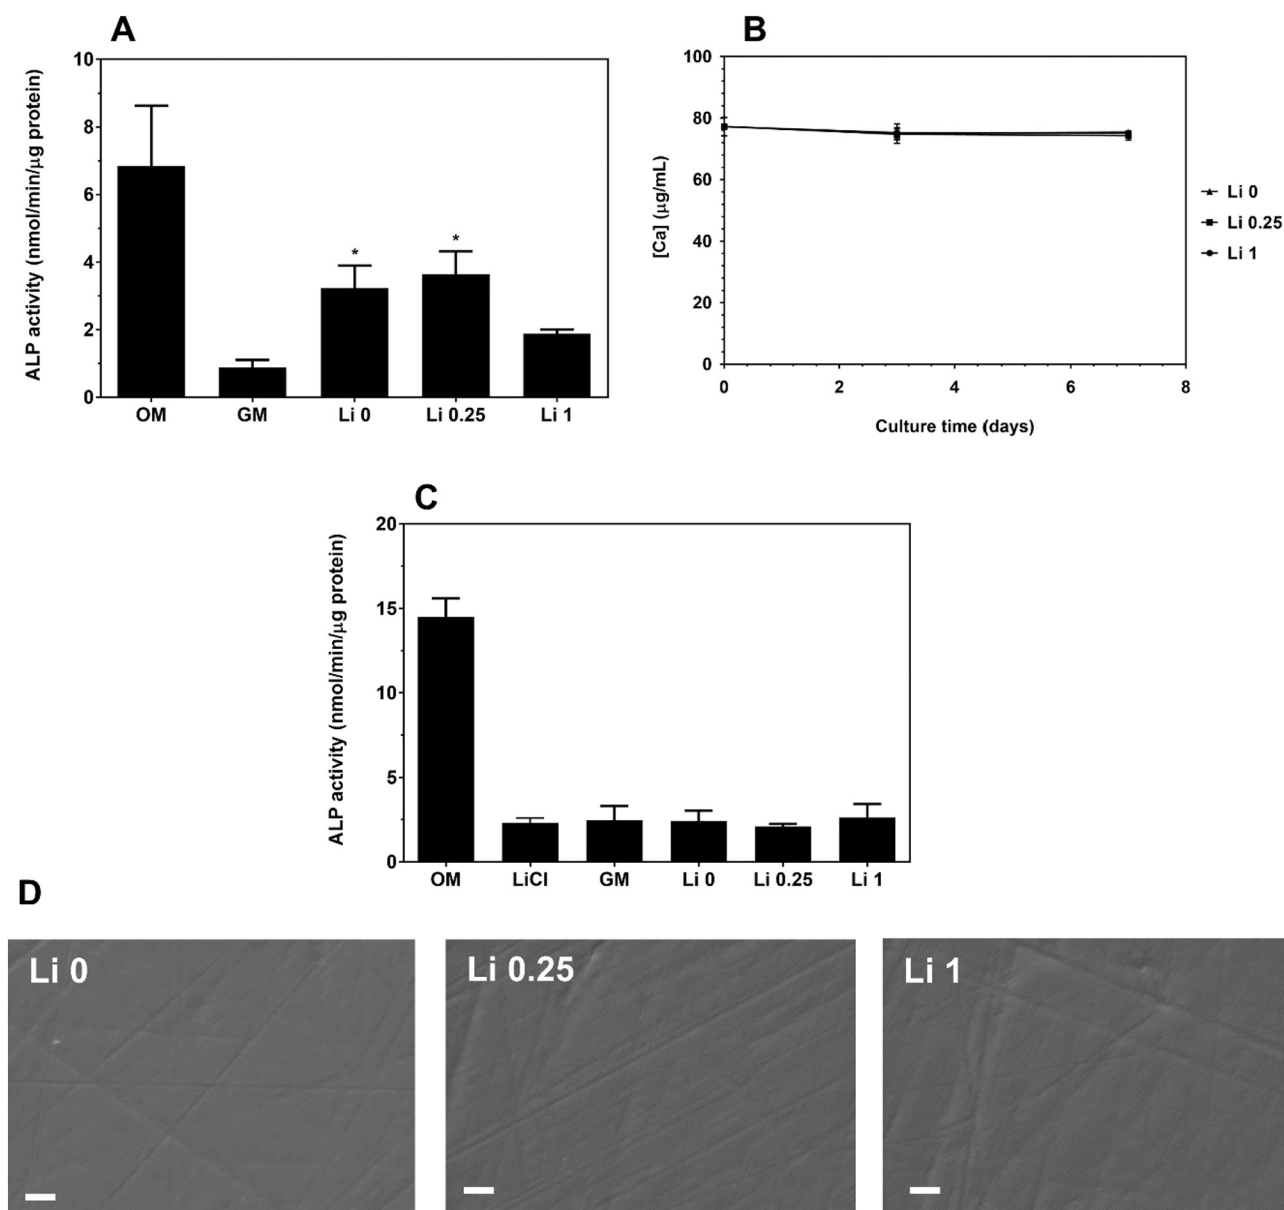 A
ALP activity (nmol/min/μg protein)
10
8
6
4
2
0
*
*
OM GM Li 0 Li 0.25 Li 1
B
[Ca] (μg/mL)
100
80
60
40
20
0
0 2 4 6 8
Culture time (days)
Li 0
Li 0.25
Li 1
C
ALP activity (nmol/min/μg protein)
20
15
10
5
0
OM LiCl GM Li 0 Li 0.25 Li 1
D
Li 0
Li 0.25
Li 1